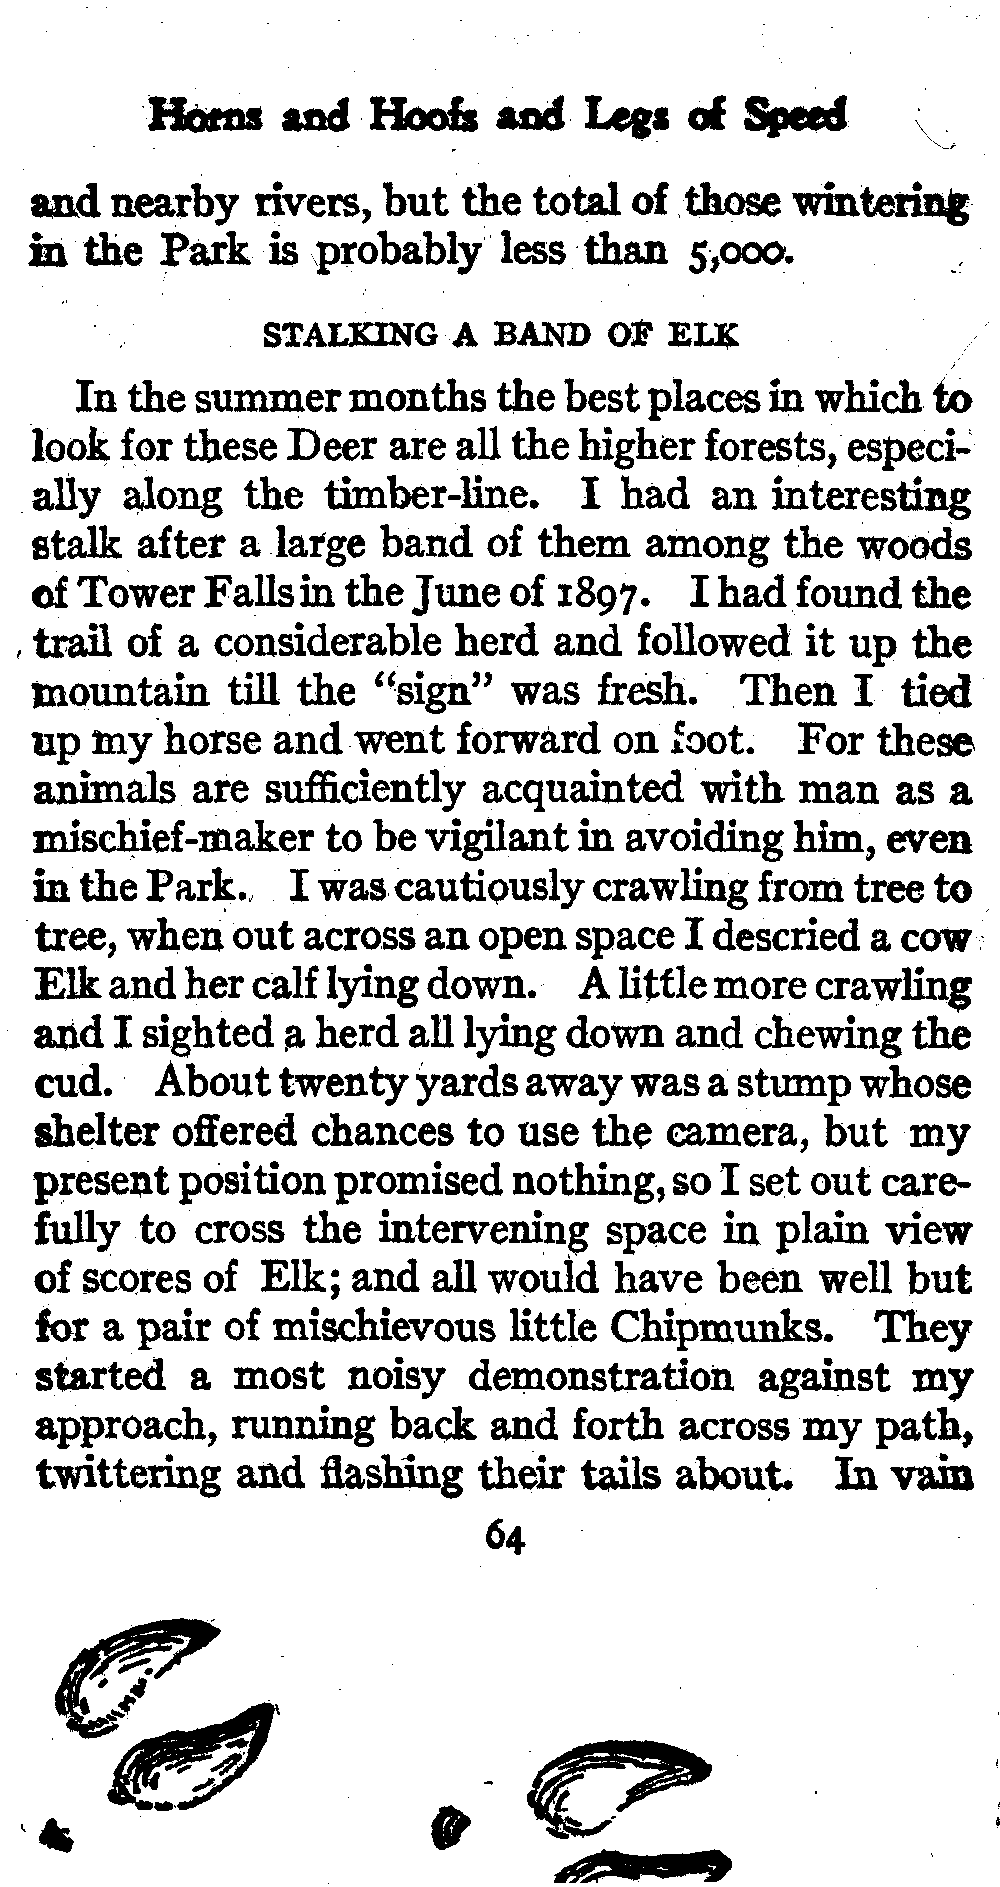 Horns and Hoofs and Legs of Speed
and nearby rivers, but the total of those wintering
in the Park is probably less than 5,000.
STALKING A BAND OF ELK
In the summer months the best places in which to
look for these Deer are all the higher forests, especi-
ally along the timber-line. I had an interesting
stalk after a large band of them among the woods
of Tower Falls in the June of 1897. I had found the
trail of a considerable herd and followed it up the
mountain till the "sign" was fresh. Then I tied
up my horse and went forward on foot. For these
animals are sufficiently acquainted with man as a
mischief-maker to be vigilant in avoiding him, even
in the Park. I was cautiously crawling from tree to
tree, when out across an open space I descried a cow
Elk and her calf lying down. A little more crawling
and I sighted a herd all lying down and chewing the
cud. About twenty yards away was a stump whose
shelter offered chances to use the camera, but my
present position promised nothing, so I set out care-
fully to cross the intervening space in plain view
of scores of Elk; and all would have been well but
for a pair of mischievous little Chipmunks. They
started a most noisy demonstration against my
approach, running back and forth across my path,
twittering and flashing their tails about. In vain
64